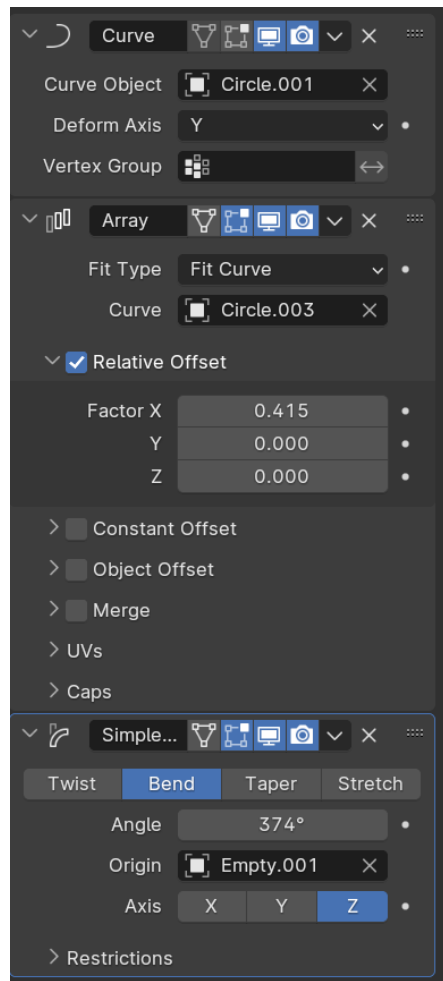 Curve
Curve Object Circle.001
Deform Axis Y
Vertex Group
Array
Fit Type Fit Curve
Curve Circle.003
Relative Offset
Factor X 0.415
Y 0.000
Z 0.000
Constant Offset
Object Offset
Merge
UVs
Caps
Simple...
Twist Bend Taper Stretch
Angle 374°
Origin Empty.001
Axis X Y Z
Restrictions